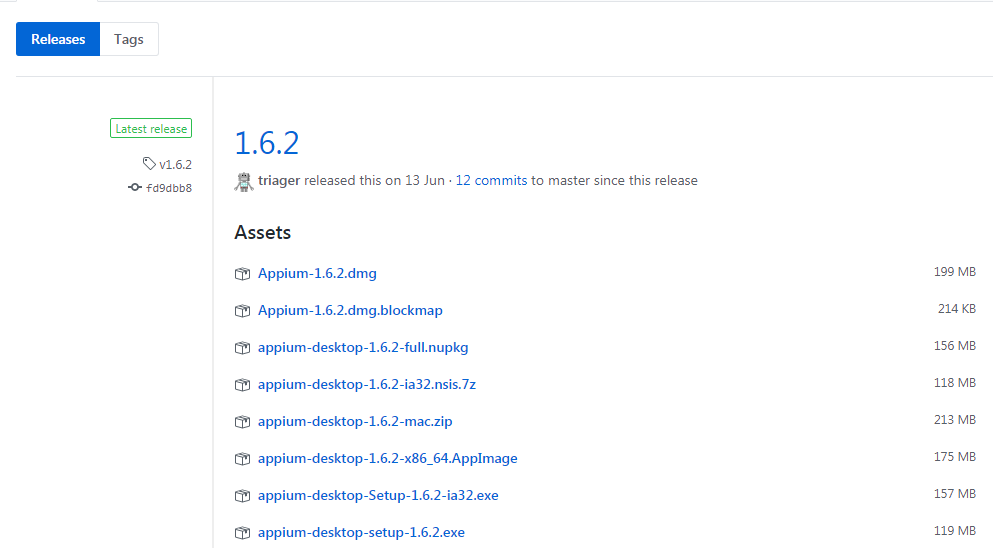 Releases Tags
Latest release
v1.6.2
fd9dbb8
1.6.2
triager released this on 13 Jun · 12 commits to master since this release
Assets
Appium-1.6.2.dmg 199 MB
Appium-1.6.2.dmg.blockmap 214 KB
appium-desktop-1.6.2-full.nupkg 156 MB
appium-desktop-1.6.2-ia32.nsis.7z 118 MB
appium-desktop-1.6.2-mac.zip 213 MB
appium-desktop-1.6.2-x86_64.AppImage 175 MB
appium-desktop-Setup-1.6.2-ia32.exe 157 MB
appium-desktop-setup-1.6.2.exe 119 MB